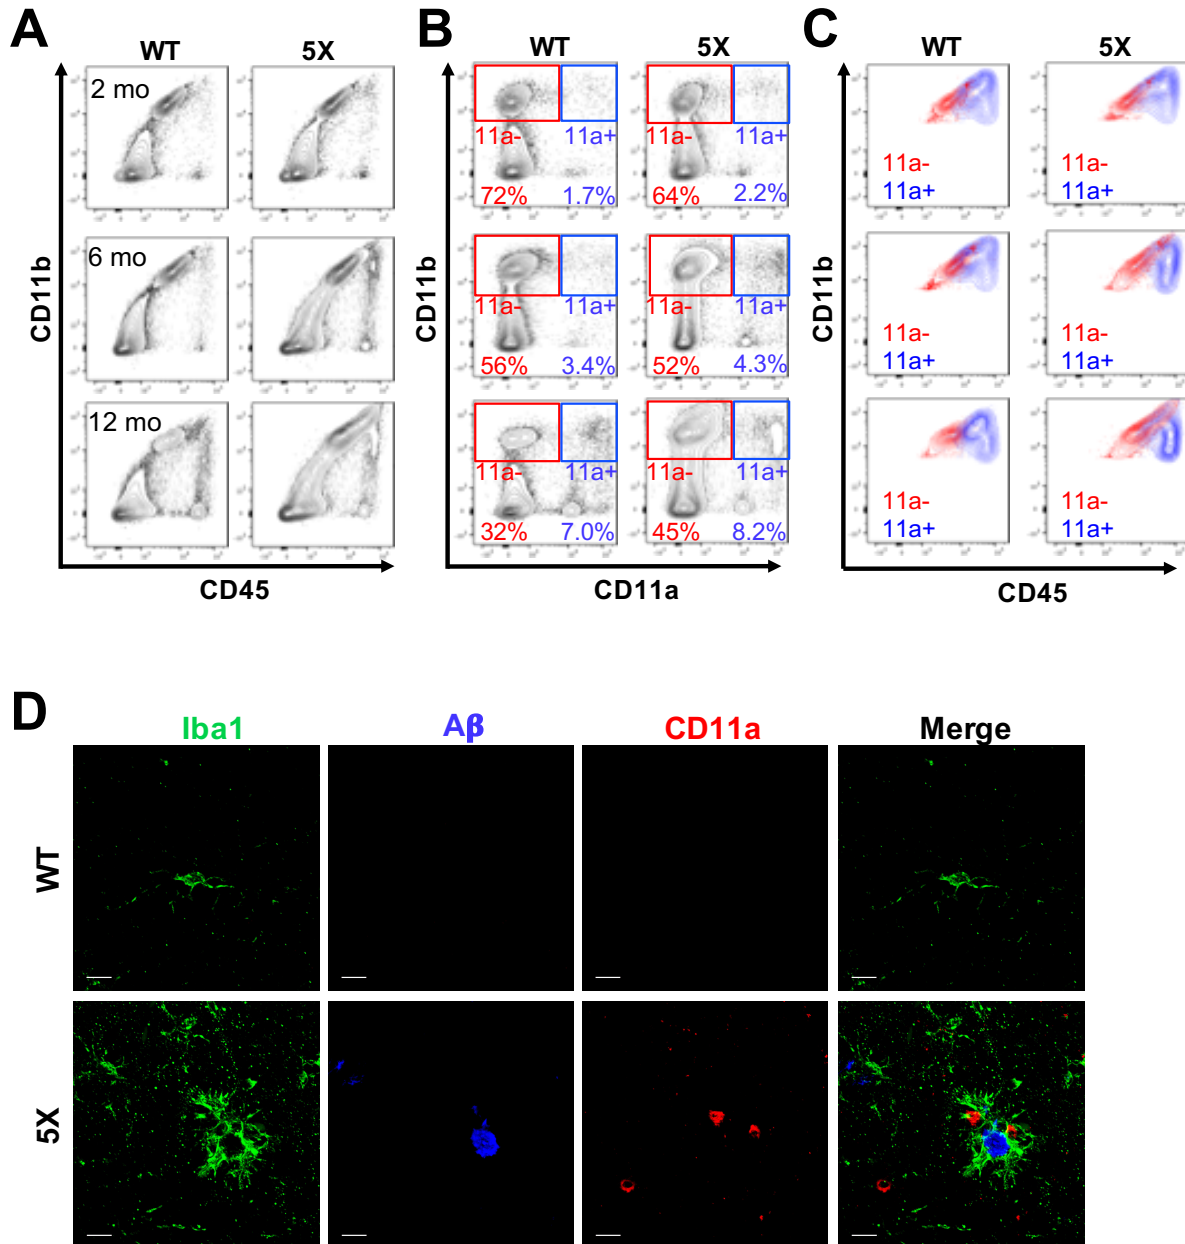 A B C
WT 5X WT 5X WT 5X
2 mo
11a- 11a+ 11a- 11a+
72% 1.7% 64% 2.2%
11a- 11a-
11a+ 11a+
6 mo
11a- 11a+ 11a- 11a+
56% 3.4% 52% 4.3%
11a- 11a-
11a+ 11a+
12 mo
11a- 11a+ 11a- 11a+
32% 7.0% 45% 8.2%
11a- 11a-
11a+ 11a+
CD11b CD11b CD11b
CD45 CD11a CD45
D
Iba1 Aβ CD11a Merge
WT
5X